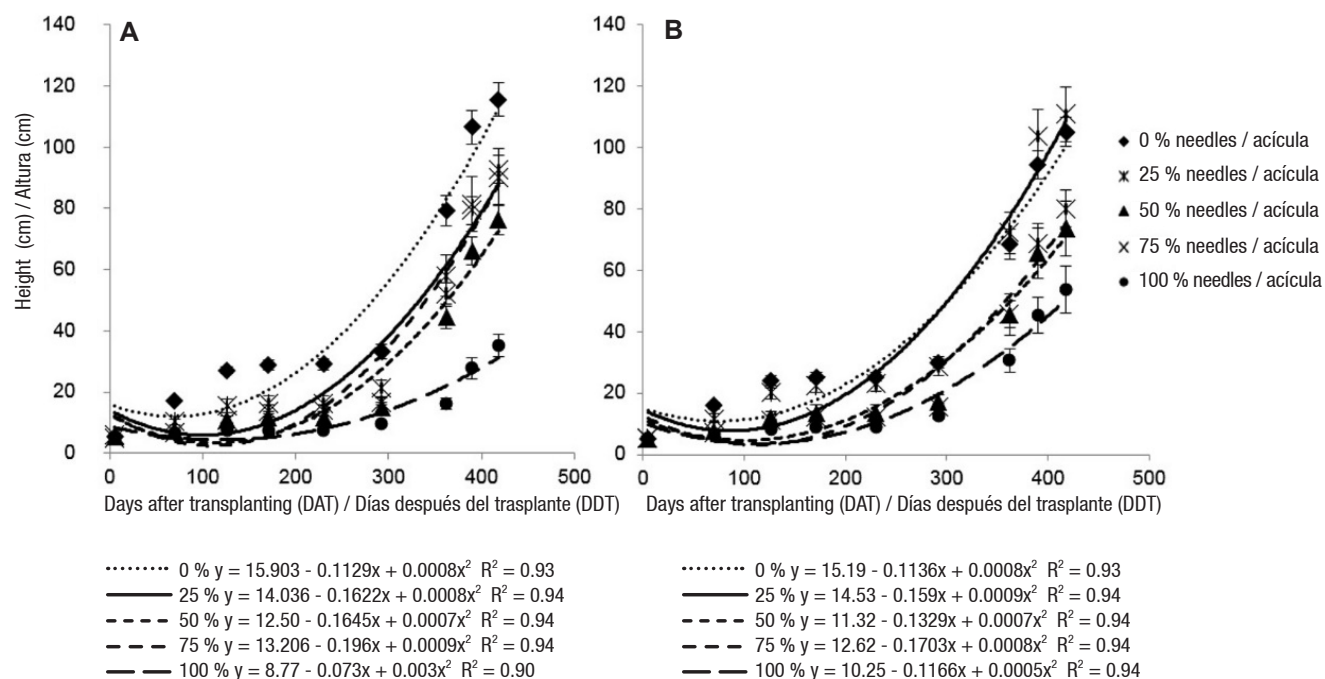 A
B
140
120
100
80
60
40
20
0
Height (cm) / Altura (cm)
0 100 200 300 400 500
Days after transplanting (DAT) / Días después del trasplante (DDT)
140
120
100
80
60
40
20
0
0 100 200 300 400 500
Days after transplanting (DAT) / Días después del trasplante (DDT)
0 % needles / acícula
25 % needles / acícula
50 % needles / acícula
75 % needles / acícula
100 % needles / acícula
0 % y = 15.903 - 0.1129x + 0.0008x² R² = 0.93
25 % y = 14.036 - 0.1622x + 0.0008x² R² = 0.94
50 % y = 12.50 - 0.1645x + 0.0007x² R² = 0.94
75 % y = 13.206 - 0.196x + 0.0009x² R² = 0.94
100 % y = 8.77 - 0.073x + 0.003x² R² = 0.90
0 % y = 15.19 - 0.1136x + 0.0008x² R² = 0.93
25 % y = 14.53 - 0.159x + 0.0009x² R² = 0.94
50 % y = 11.32 - 0.1329x + 0.0007x² R² = 0.94
75 % y = 12.62 - 0.1703x + 0.0008x² R² = 0.94
100 % y = 10.25 - 0.1166x + 0.0005x² R² = 0.94